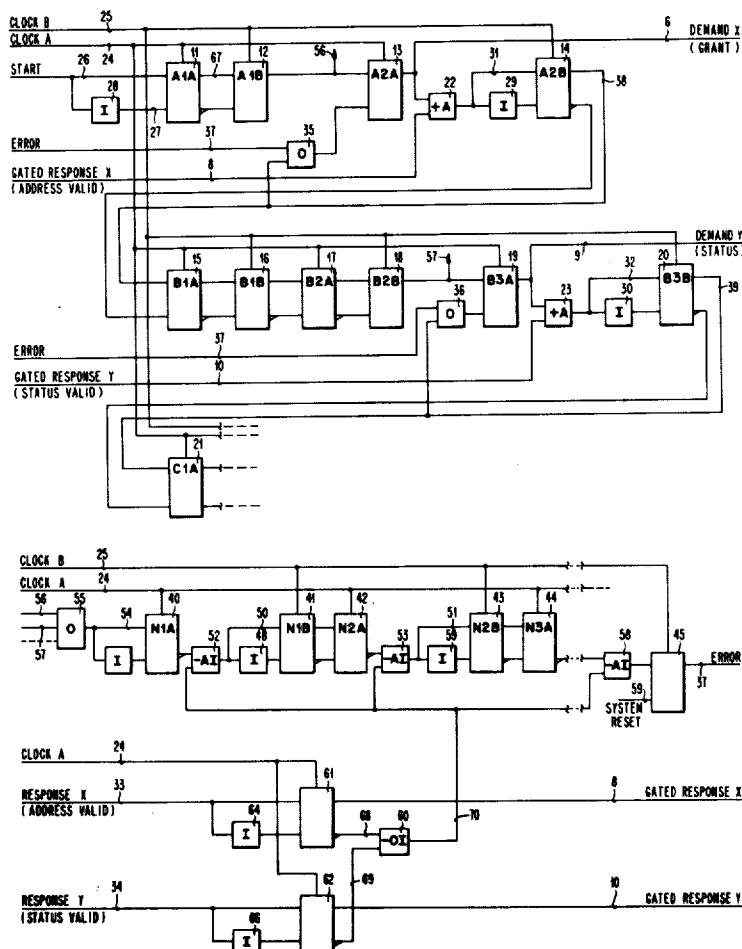 CLOCK B 25
CLOCK A 24
START 26
I 28
27
A1A 11
67
A1B 12
56
A2A 13
6 DEMAND X
(GRANT)
+A 22
31
I 29
A2B 14
38
ERROR 37
O 35
GATED RESPONSE X 8
(ADDRESS VALID)
B1A 15
B1B 16
B2A 17
B2B 18
57
B3A 19
9 DEMAND Y
(STATUS)
O 36
+A 23
32
I 30
B3B 20
39
ERROR 37
GATED RESPONSE Y 10
(STATUS VALID)
C1A 21
CLOCK B 25
CLOCK A 24
56
57
O 55
54
I
N1A 40
-AI 52
50
I 48
N1B 41
N2A 42
-AI 53
51
I 59
N2B 43
N3A 44
-AI 58
45
ERROR
37
59
SYSTEM
RESET
CLOCK A 24
RESPONSE X 33
(ADDRESS VALID)
I 64
61
68
-OI 60
70
8 GATED RESPONSE X
69
RESPONSE Y 34
(STATUS VALID)
I 66
62
10 GATED RESPONSE Y